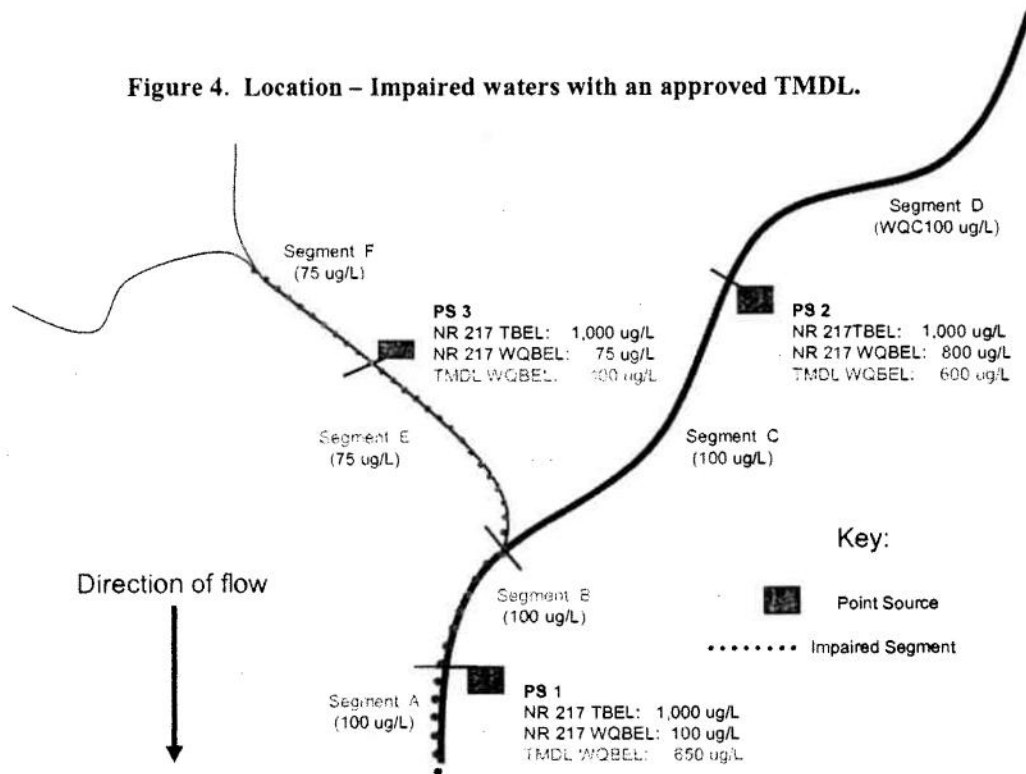 Figure 4. Location – Impaired waters with an approved TMDL.
Segment D
(WQC100 ug/L)
Segment F
(75 ug/L)
PS 3
NR 217 TBEL: 1,000 ug/L
NR 217 WQBEL: 75 ug/L
TMDL WQBEL: 100 ug/L
PS 2
NR 217TBEL: 1,000 ug/L
NR 217 WQBEL: 800 ug/L
TMDL WQBEL: 600 ug/L
Segment E
(75 ug/L)
Segment C
(100 ug/L)
Key:
Direction of flow
Segment B
(100 ug/L)
Point Source
Impaired Segment
Segment A
(100 ug/L)
PS 1
NR 217 TBEL: 1,000 ug/L
NR 217 WQBEL: 100 ug/L
TMDL WQBEL: 650 ug/L